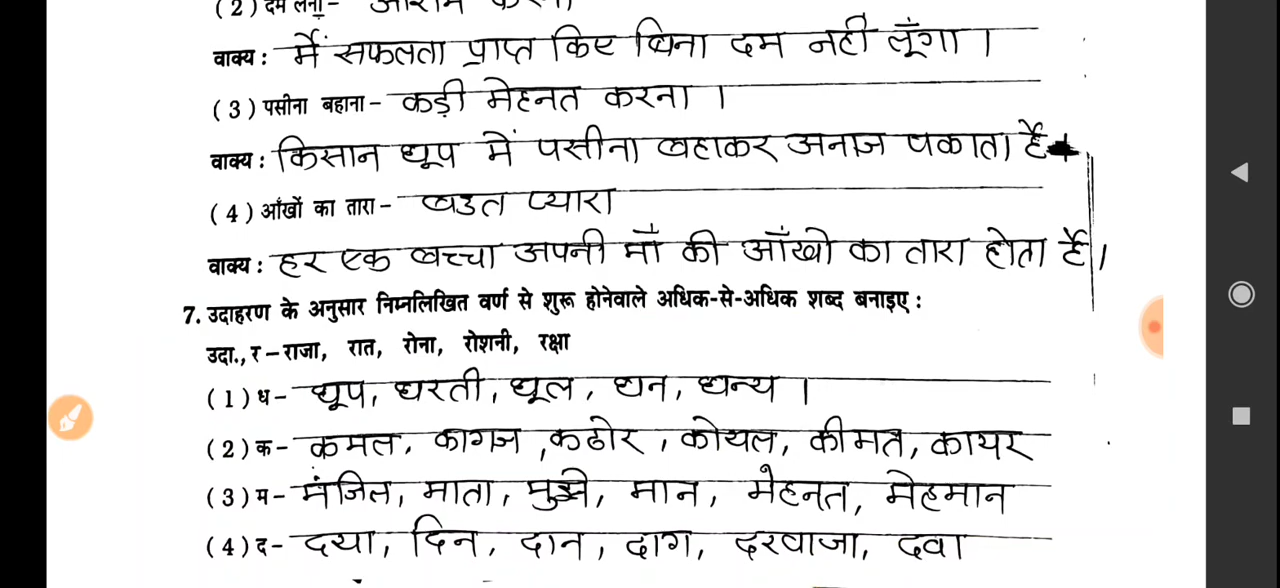 (2) दम लेना - आराम करना
वाक्य : मैं सफलता प्राप्त किए बिना दम नहीं लूँगा ।
(3) पसीना बहाना - कड़ी मेहनत करना ।
वाक्य : किसान धूप में पसीना बहाकर अनाज पकाता है
(4) आँखों का तारा - बउत प्यारा
वाक्य : हर एक बच्चा अपनी माँ की आँखो का तारा होता है ।
7. उदाहरण के अनुसार निम्नलिखित वर्ण से शुरू होनेवाले अधिक-से-अधिक शब्द बनाइए :
उदा., र – राजा, रात, रोना, रोशनी, रक्षा
(1) ध - धूप, धरती, धूल, धन, धन्य ।
(2) क - कमल, कागज, कठोर, कोयल, कीमत, कायर
(3) म - मंजिल, माता, मुझे, मान, मेहनत, मेहमान
(4) द - दया, दिन, दान, दाग, दरवाजा, दवा